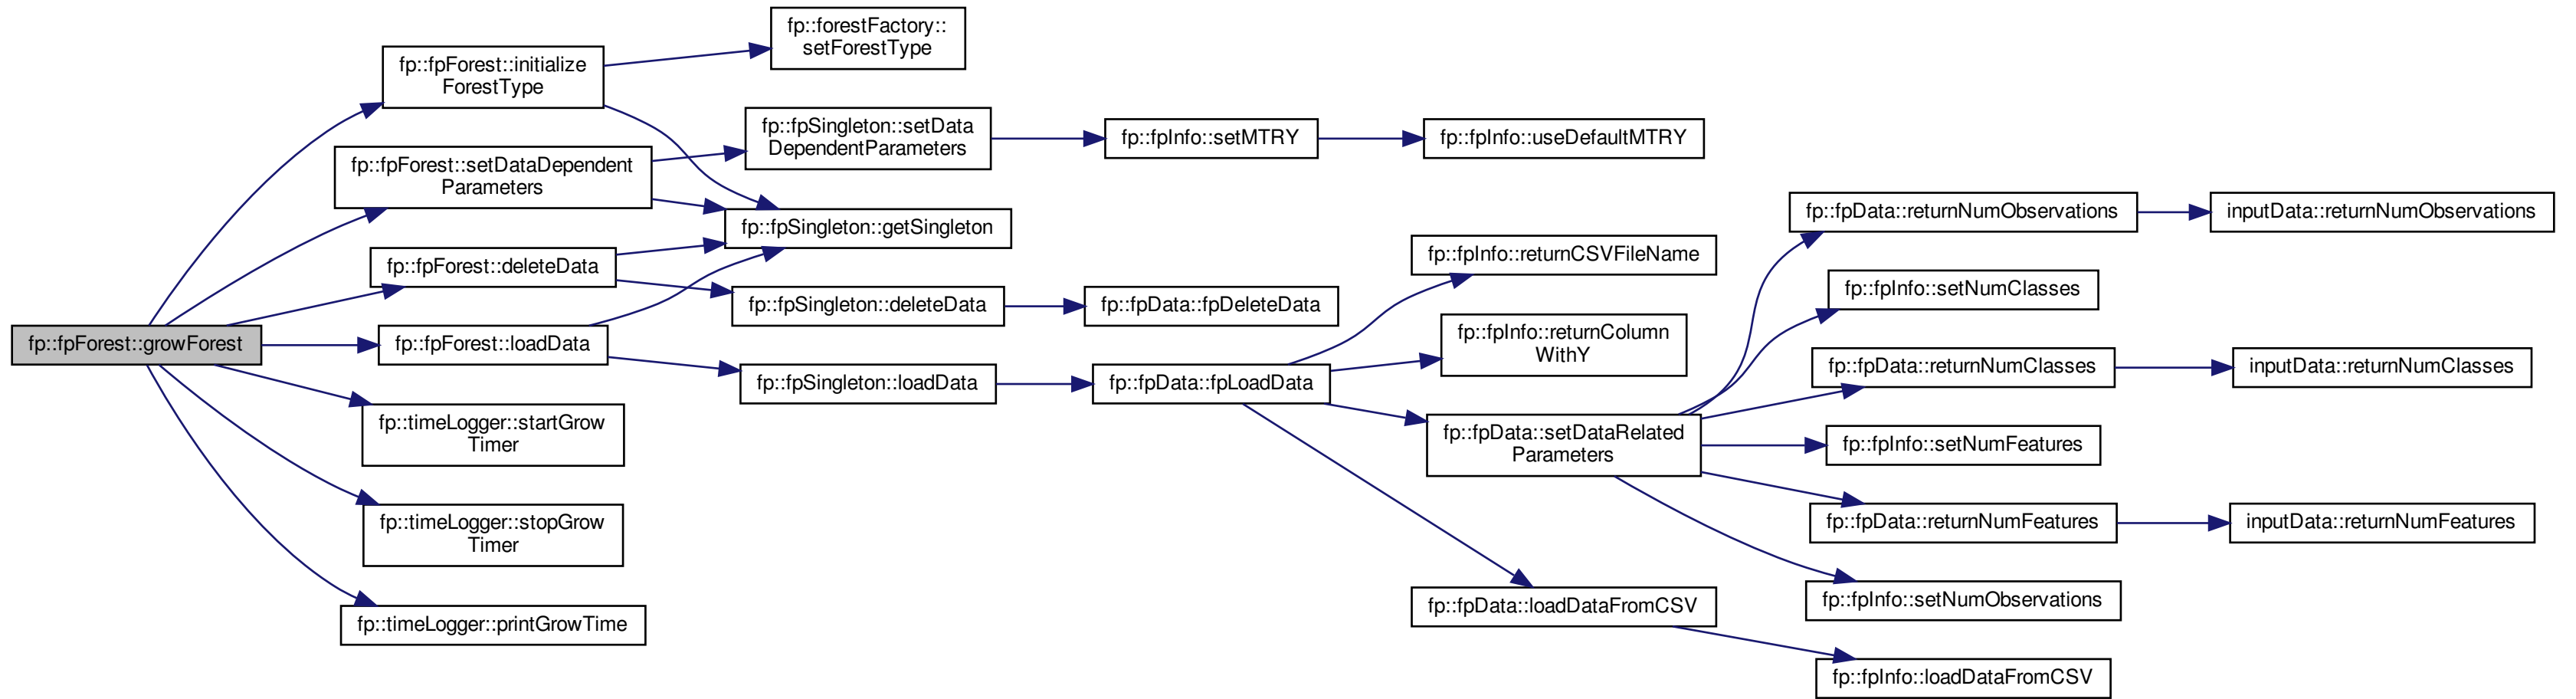 fp::fpForest::growForest
fp::fpForest::initialize
ForestType
fp::fpForest::setDataDependent
Parameters
fp::fpForest::deleteData
fp::fpForest::loadData
fp::timeLogger::startGrow
Timer
fp::timeLogger::stopGrow
Timer
fp::timeLogger::printGrowTime
fp::forestFactory::
setForestType
fp::fpSingleton::setData
DependentParameters
fp::fpSingleton::getSingleton
fp::fpSingleton::deleteData
fp::fpSingleton::loadData
fp::fpInfo::setMTRY
fp::fpData::fpDeleteData
fp::fpData::fpLoadData
fp::fpInfo::useDefaultMTRY
fp::fpInfo::returnCSVFileName
fp::fpInfo::returnColumn
WithY
fp::fpData::setDataRelated
Parameters
fp::fpData::loadDataFromCSV
fp::fpData::returnNumObservations
fp::fpInfo::setNumClasses
fp::fpData::returnNumClasses
fp::fpInfo::setNumFeatures
fp::fpData::returnNumFeatures
fp::fpInfo::setNumObservations
fp::fpInfo::loadDataFromCSV
inputData::returnNumObservations
inputData::returnNumClasses
inputData::returnNumFeatures